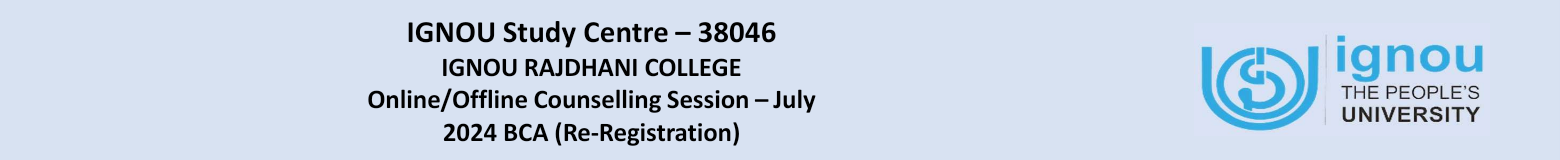 IGNOU Study Centre – 38046
IGNOU RAJDHANI COLLEGE
Online/Offline Counselling Session – July
2024 BCA (Re-Registration)
ignou
THE PEOPLE'S
UNIVERSITY